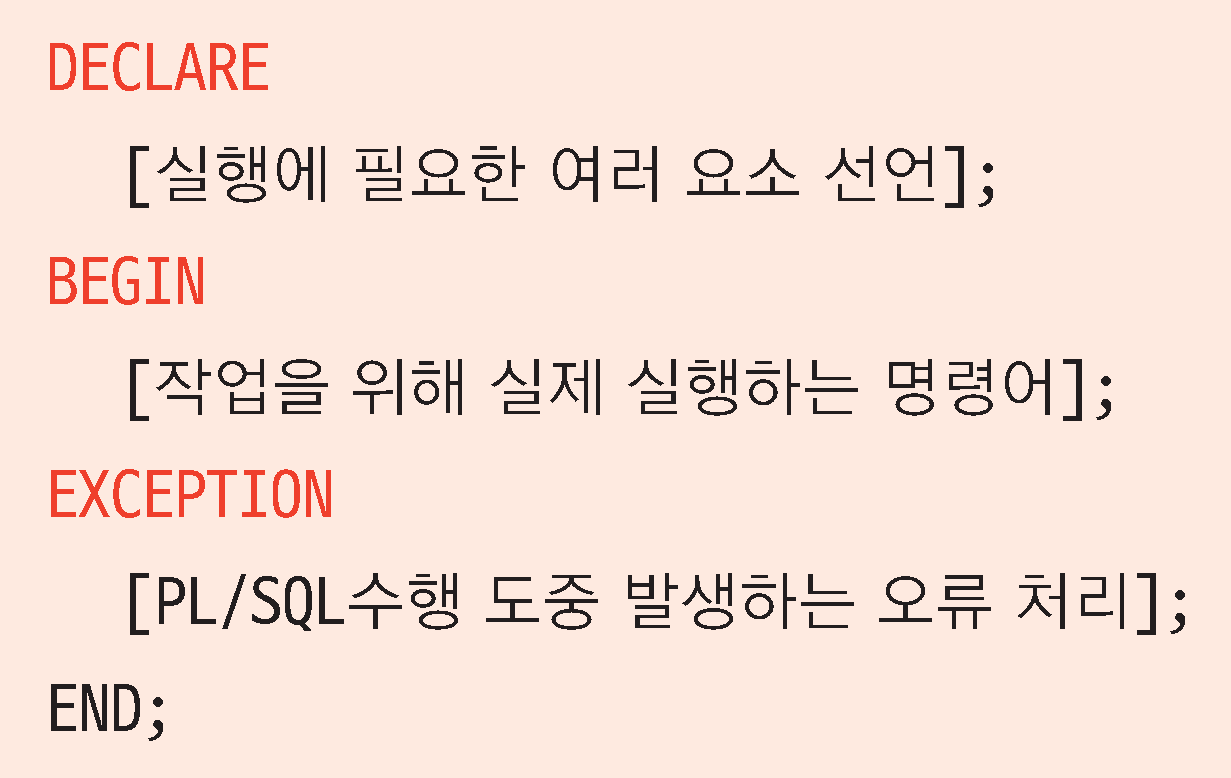 DECLARE
[실행에 필요한 여러 요소 선언];
BEGIN
[작업을 위해 실제 실행하는 명령어];
EXCEPTION
[PL/SQL수행 도중 발생하는 오류 처리];
END;